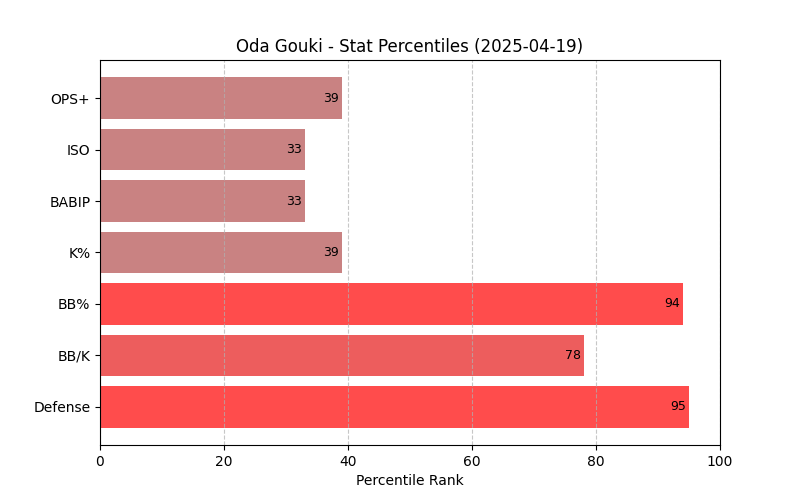 Oda Gouki - Stat Percentiles (2025-04-19)
OPS+ 39
ISO 33
BABIP 33
K% 39
BB% 94
BB/K 78
Defense 95
0 20 40 60 80 100
Percentile Rank